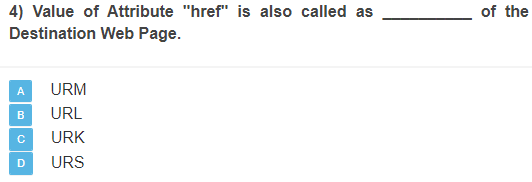 4) Value of Attribute "href" is also called as __________ of the
Destination Web Page.
A URM
B URL
C URK
D URS